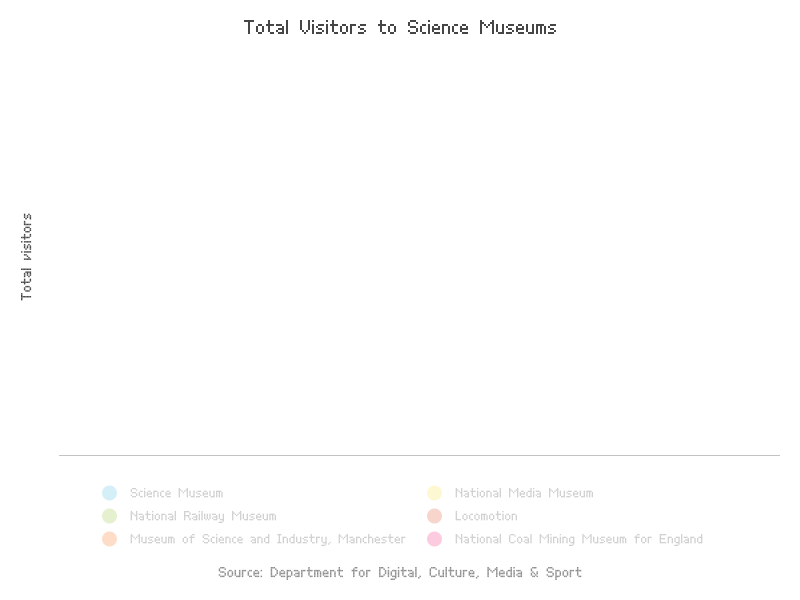 Total Visitors to Science Museums
Total visitors
Science Museum
National Media Museum
National Railway Museum
Locomotion
Museum of Science and Industry, Manchester
National Coal Mining Museum for England
Source: Department for Digital, Culture, Media & Sport